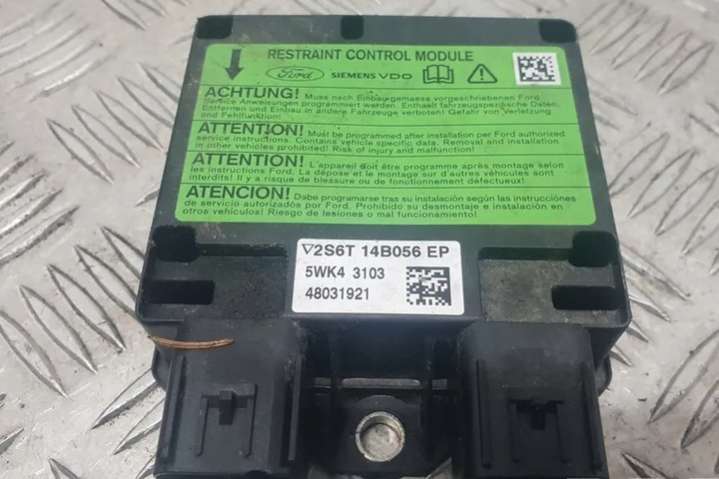 RESTRAINT CONTROL MODULE
Ford SIEMENS VDO
ACHTUNG! Muss nach Einbaugemaess vorgeschriebenen Ford
Service Anweisungen programmiert werden. Enthaelt fahrzeugspezifische Daten.
Entfernen und Einbau in andere Fahrzeuge verboten! Gefahr von Verletzung
und Fehlfunktion!
ATTENTION! Must be programmed after installation per Ford authorized
service instructions. Contains vehicle specific data. Removal and installation
in other vehicles prohibited! Risk of injury and malfunction!
ATTENTION! L'appareil doit être programme après montage selon
les instructions Ford. La dépose et le montage sur d'autres véhicules sont
interdits! Il y a risque de blessure ou de fonctionnement défectueux!
ATENCION! Debe programarse tras su instalación según las instrucciónes
de servicio autorizados por Ford. Prohibido su desmontaje e instalación en
otros vehículos! Riesgo de lesiones o mal funcionamiento!
2S6T 14B056 EP
5WK4 3103
48031921